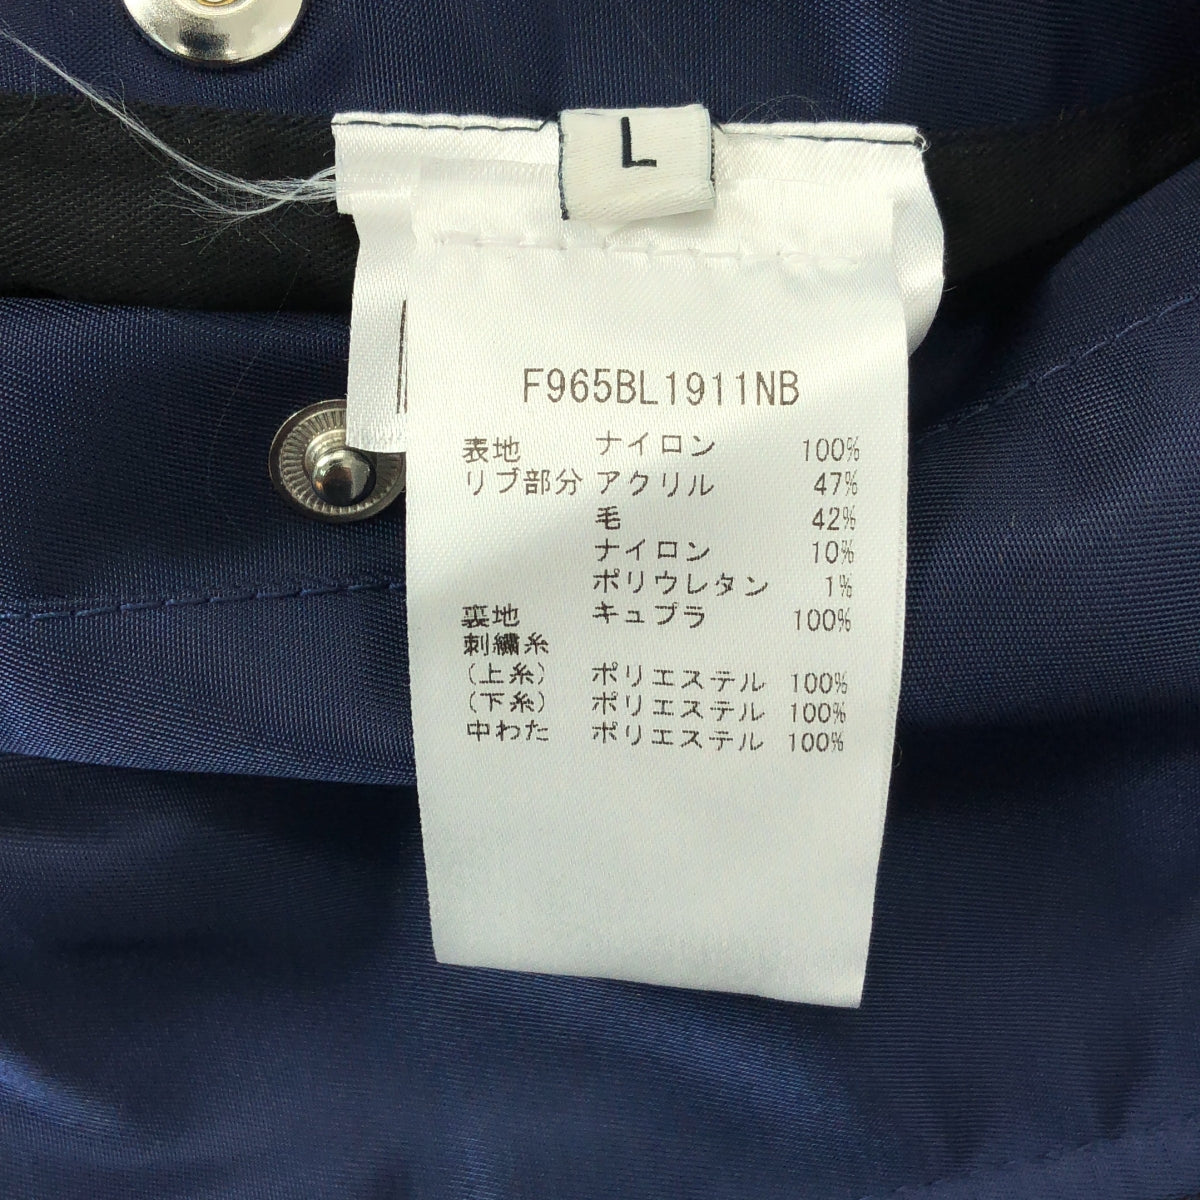 L
F965BL1911NB
表地 ナイロン 100%
リブ部分 アクリル 47%
毛 42%
ナイロン 10%
ポリウレタン 1%
裏地 キュプラ 100%
刺繍糸
(上糸) ポリエステル 100%
(下糸) ポリエステル 100%
中わた ポリエステル 100%